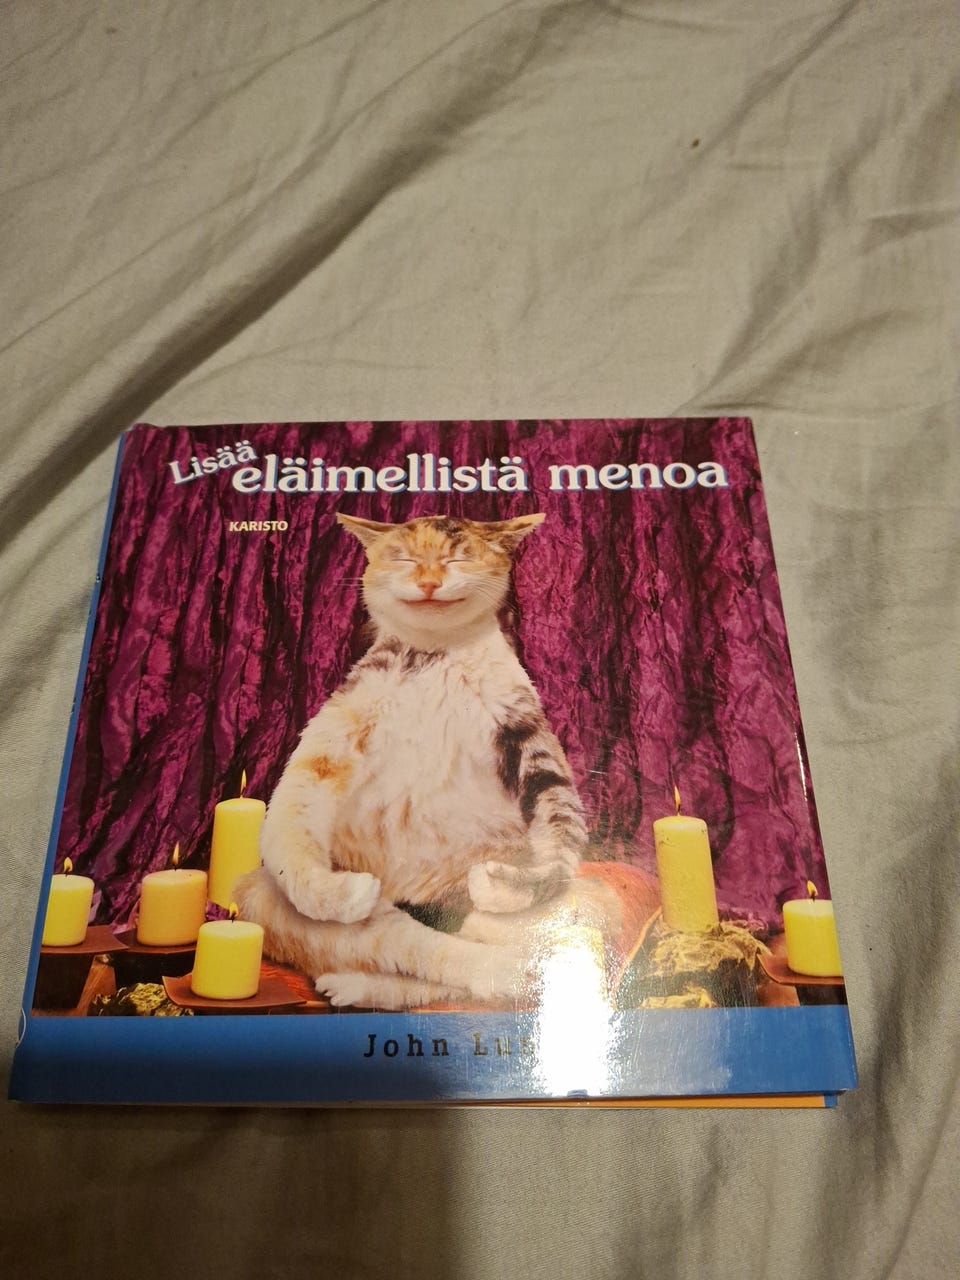 Lisää
eläimellistä menoa
KARISTO
John